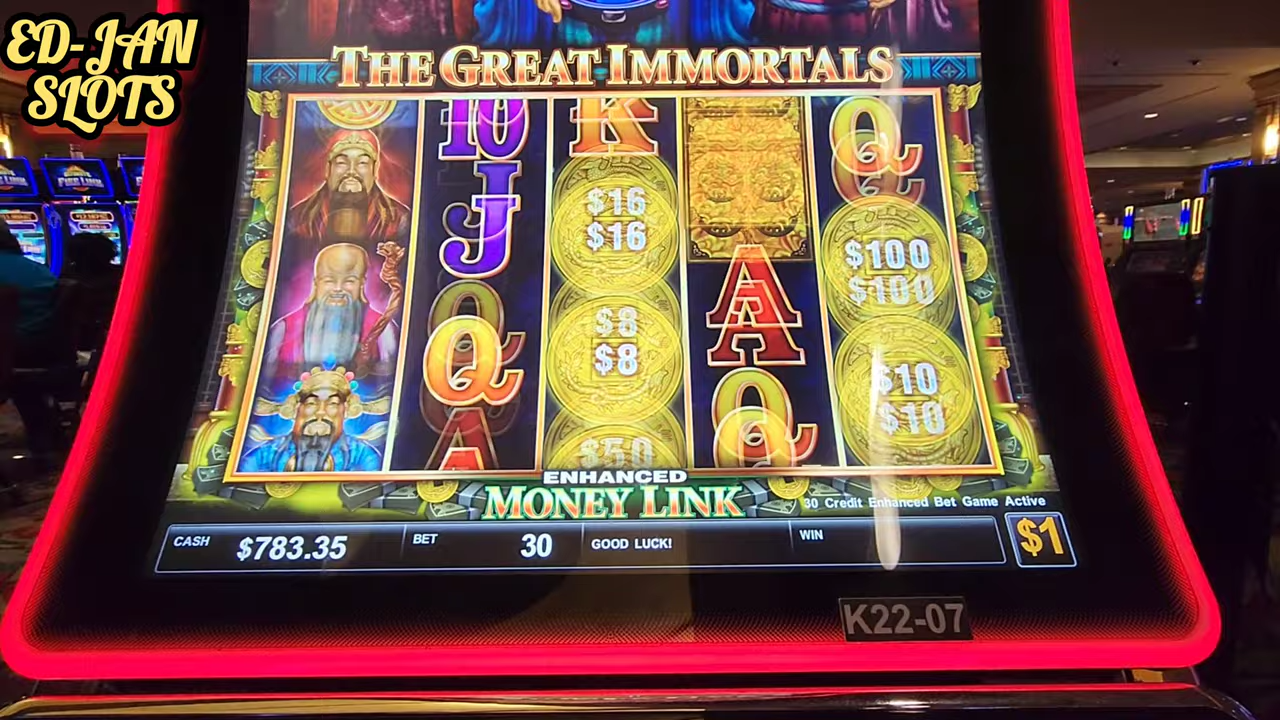 ED-JAN
SLOTS
THE GREAT IMMORTALS
10
K
Q
J
$16
$16
$100
$100
A
Q
$8
$8
$10
$10
Q
A
$50
ENHANCED
MONEY LINK
30 Credit Enhanced Bet Game Active
CASH $783.35 BET 30 GOOD LUCK! WIN $1
K22-07